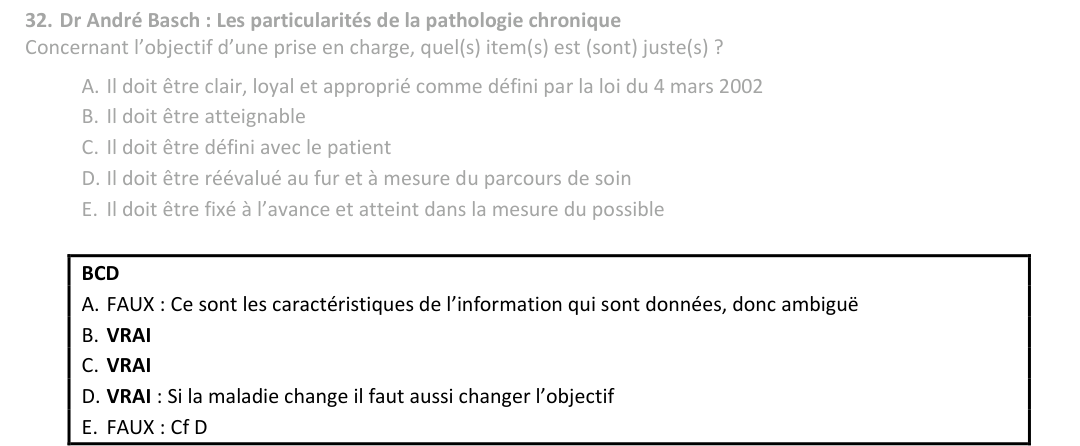 32. Dr André Basch : Les particularités de la pathologie chronique
Concernant l’objectif d’une prise en charge, quel(s) item(s) est (sont) juste(s) ?
A. Il doit être clair, loyal et approprié comme défini par la loi du 4 mars 2002
B. Il doit être atteignable
C. Il doit être défini avec le patient
D. Il doit être réévalué au fur et à mesure du parcours de soin
E. Il doit être fixé à l’avance et atteint dans la mesure du possible
BCD
A. FAUX : Ce sont les caractéristiques de l’information qui sont données, donc ambiguë
B. VRAI
C. VRAI
D. VRAI : Si la maladie change il faut aussi changer l’objectif
E. FAUX : Cf D